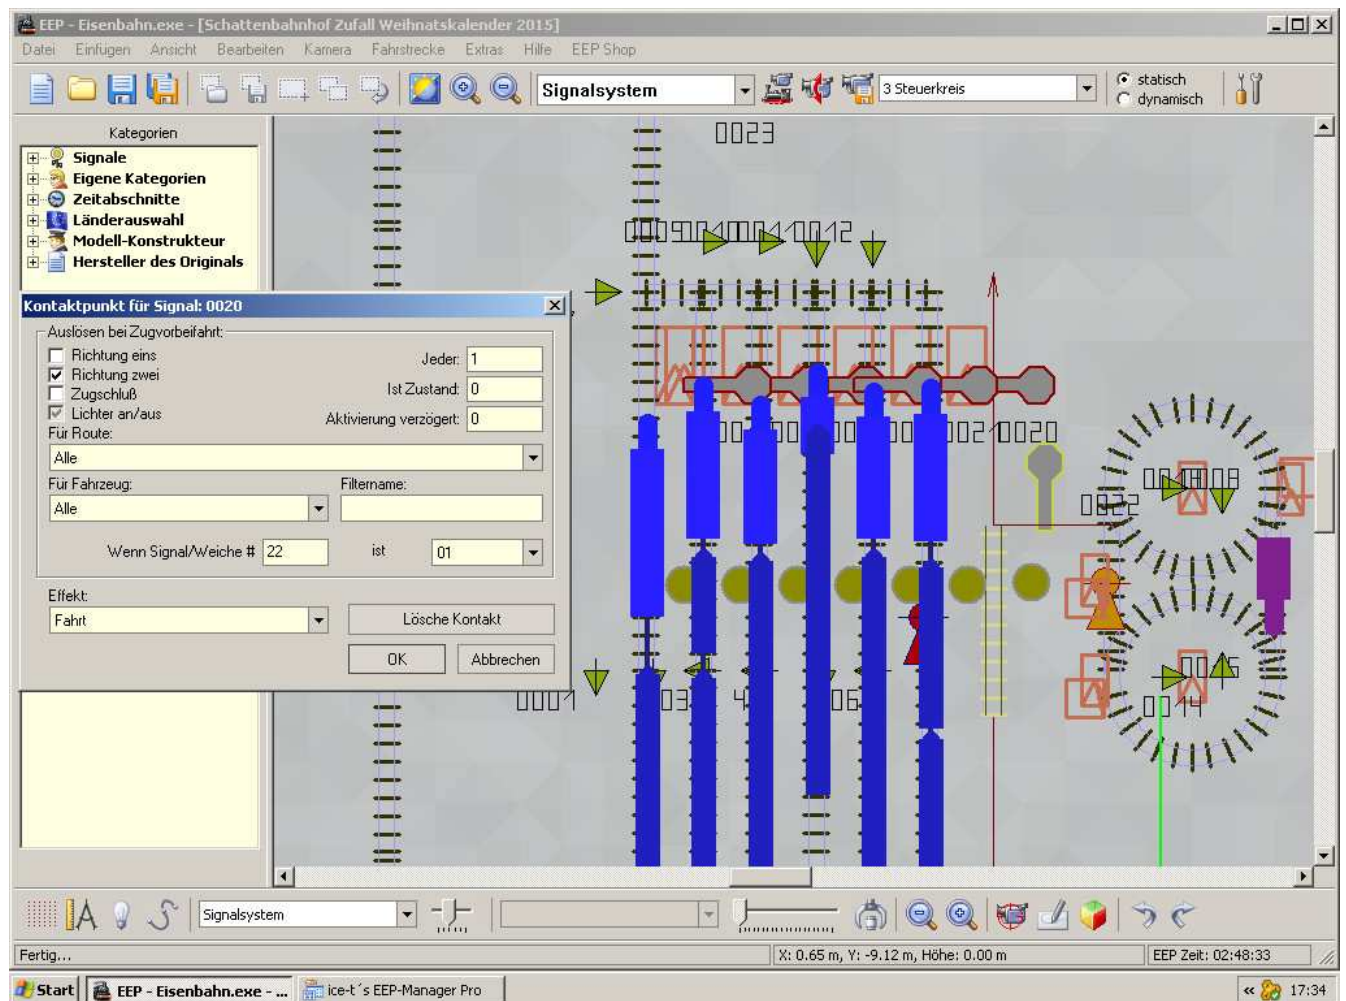 EEP - Eisenbahn.exe - [Schattenbahnhof Zufall Weihnatskalender 2015]
Datei Einfügen Ansicht Bearbeiten Kamera Fahrstrecke Extras Hilfe EEP Shop
Signalsystem
3 Steuerkreis
statisch
dynamisch
Kategorien
Signale
Eigene Kategorien
Zeitabschnitte
Länderauswahl
Modell-Konstrukteur
Hersteller des Originals
Kontaktpunkt für Signal: 0020
Auslösen bei Zugvorbeifahrt:
Richtung eins
Jeder: 1
Richtung zwei
Zugschluß
Ist Zustand: 0
Lichter an/aus
Aktivierung verzögert: 0
Für Route:
Alle
Für Fahrzeug:
Filtername:
Alle
Wenn Signal/Weiche # 22 ist 01
Effekt:
Fahrt
Lösche Kontakt
OK Abbrechen
0023
0009 0010 0011 0012
0021 0020
0022
0001
0014
Signalsystem
Fertig...
X: 0.65 m, Y: -9.12 m, Höhe: 0.00 m
EEP Zeit: 02:48:33
Start
EEP - Eisenbahn.exe - ...
ice-t´s EEP-Manager Pro
« 17:34